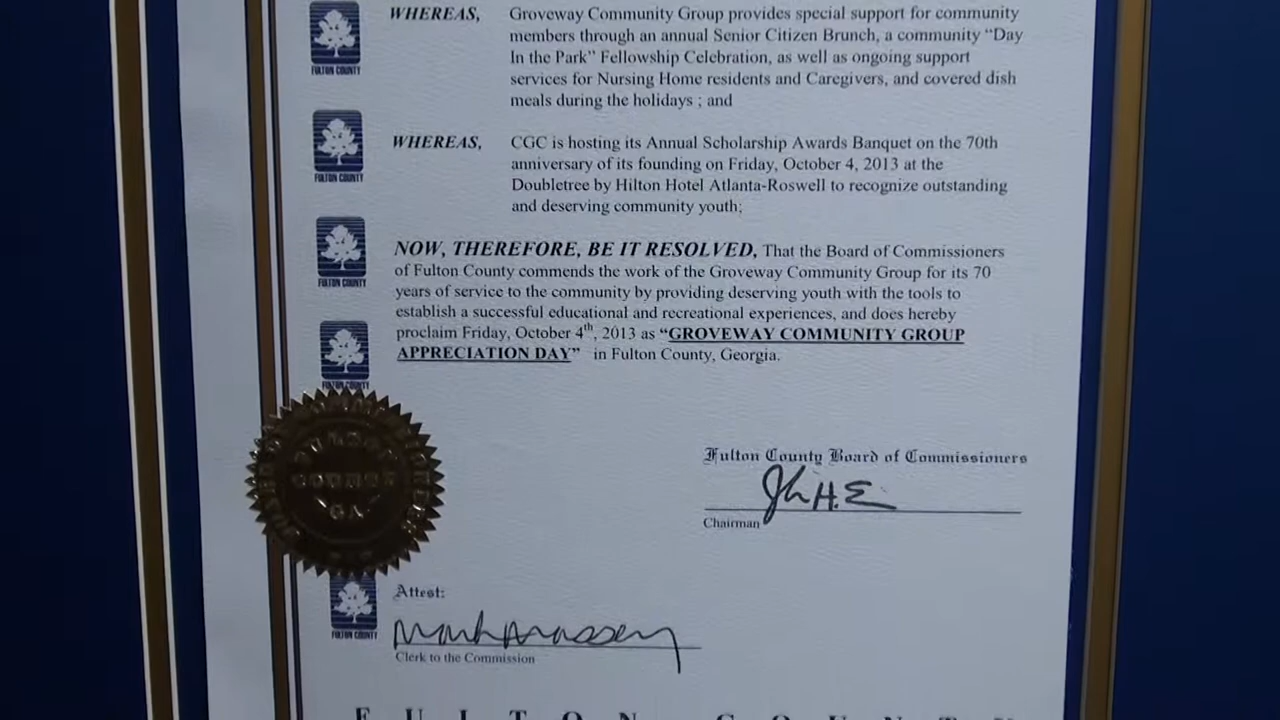 WHEREAS, Groveway Community Group provides special support for community
members through an annual Senior Citizen Brunch, a community “Day
In the Park” Fellowship Celebration, as well as ongoing support
services for Nursing Home residents and Caregivers, and covered dish
meals during the holidays ; and
FULTON COUNTY
WHEREAS, CGC is hosting its Annual Scholarship Awards Banquet on the 70th
anniversary of its founding on Friday, October 4, 2013 at the
Doubletree by Hilton Hotel Atlanta-Roswell to recognize outstanding
and deserving community youth;
FULTON COUNTY
NOW, THEREFORE, BE IT RESOLVED, That the Board of Commissioners
of Fulton County commends the work of the Groveway Community Group for its 70
years of service to the community by providing deserving youth with the tools to
establish a successful educational and recreational experiences, and does hereby
proclaim Friday, October 4th, 2013 as “GROVEWAY COMMUNITY GROUP
APPRECIATION DAY” in Fulton County, Georgia.
FULTON COUNTY
FULTON COUNTY
COUNTY
GA
Fulton County Board of Commissioners
Chairman
Attest:
FULTON COUNTY
Clerk to the Commission
FULTON COUNTY